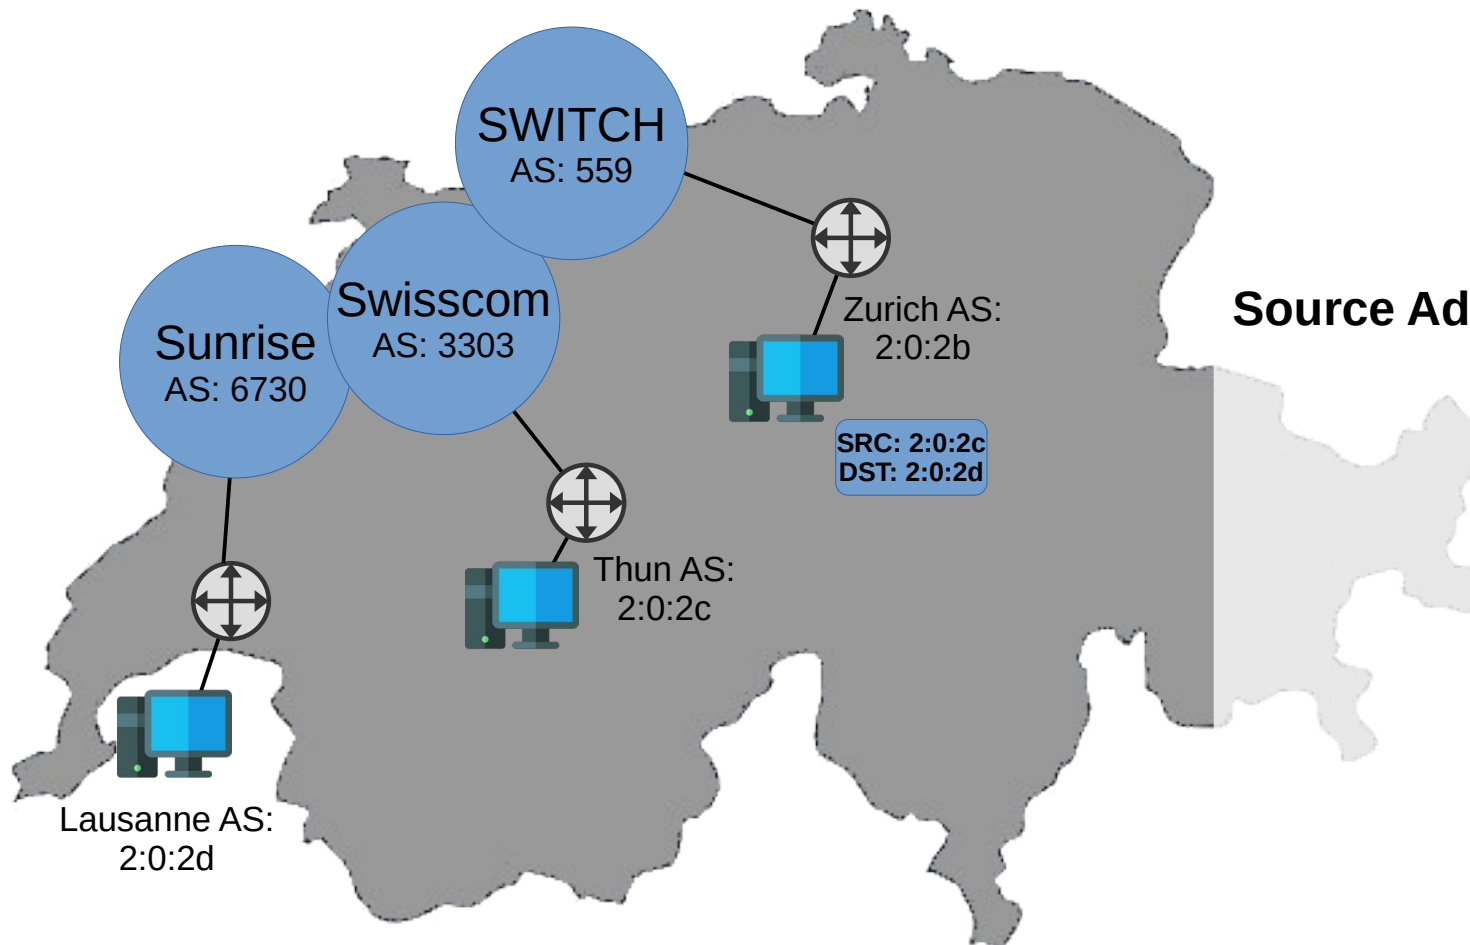 SWITCH
AS: 559
Swisscom
AS: 3303
Sunrise
AS: 6730
Zurich AS:
2:0:2b
Source Ad
SRC: 2:0:2c
DST: 2:0:2d
Thun AS:
2:0:2c
Lausanne AS:
2:0:2d